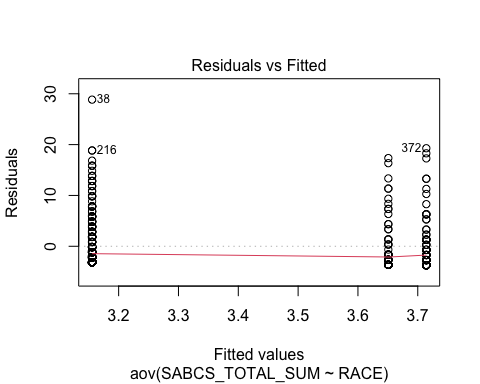 Residuals vs Fitted
Residuals
30
20
10
0
38
216
372
3.2 3.3 3.4 3.5 3.6 3.7
Fitted values
aov(SABCS_TOTAL_SUM ~ RACE)